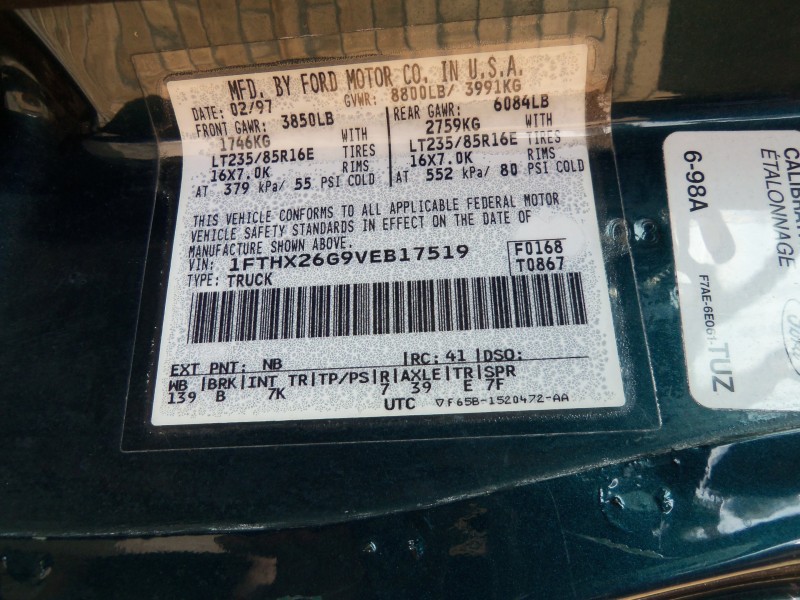 MFD. BY FORD MOTOR CO. IN U.S.A.
DATE: 02/97 GVWR: 8800LB/ 3991KG
FRONT GAWR: 3850LB REAR GAWR: 6084LB
1746KG WITH 2759KG WITH
LT235/85R16E TIRES LT235/85R16E TIRES
16X7.0K RIMS 16X7.0K RIMS
AT 379 kPa/ 55 PSI COLD AT 552 kPa/ 80 PSI COLD
THIS VEHICLE CONFORMS TO ALL APPLICABLE FEDERAL MOTOR
VEHICLE SAFETY STANDARDS IN EFFECT ON THE DATE OF
MANUFACTURE SHOWN ABOVE.
VIN: 1FTHX26G9VEB17519 F0168
TYPE: TRUCK T0867
EXT PNT: NB RC: 41 DSO:
WB BRK INT TR TP/PS R AXLE TR SPR
139 B 7K 7 39 E 7F
UTC ▽F65B-1520472-AA
ÉTALONNAGE
6-98A
F7AE-6E061-TUZ
Ford